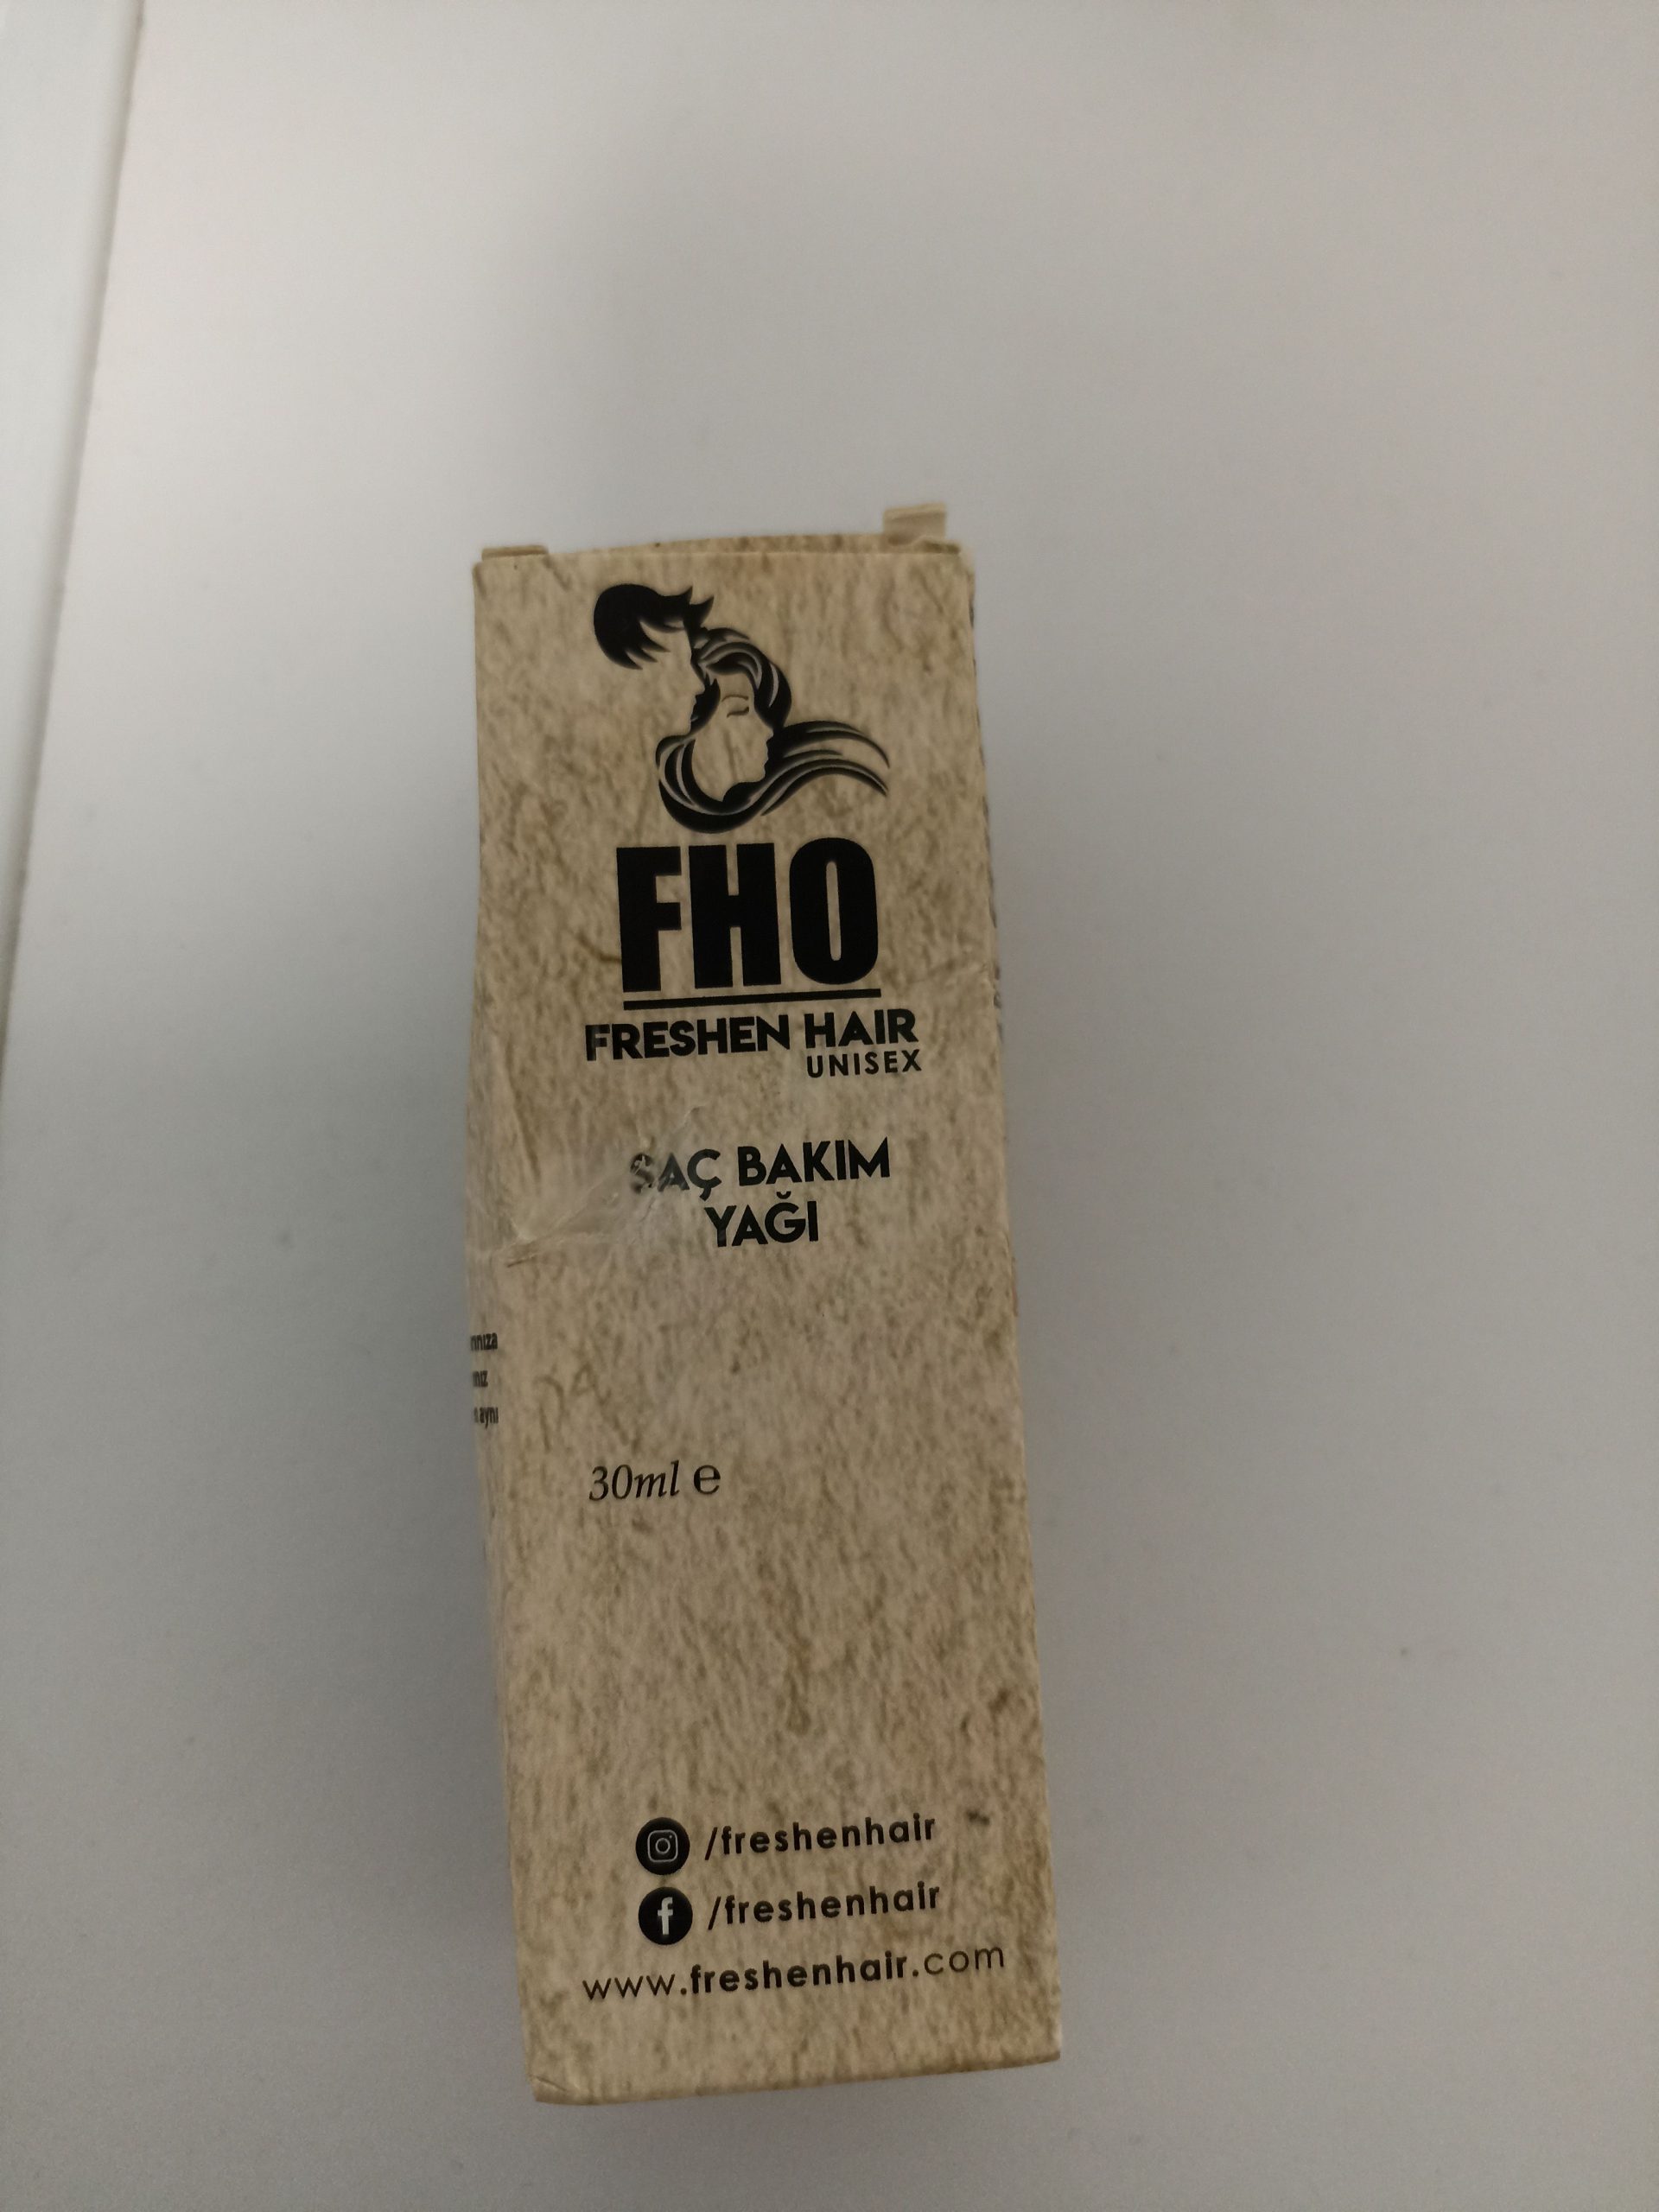 FHO
FRESHEN HAIR
UNISEX
SAÇ BAKIM
YAĞI
30ml ℮
/freshenhair
/freshenhair
www.freshenhair.com